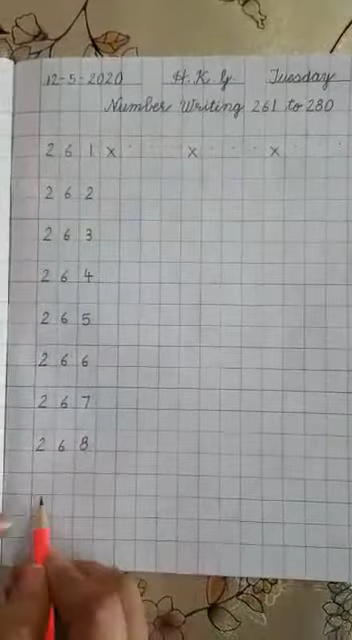 12-5-2020 H.K.G Tuesday
Number Writing 261 to 280
2 6 1 x x x
2 6 2
2 6 3
2 6 4
2 6 5
2 6 6
2 6 7
2 6 8